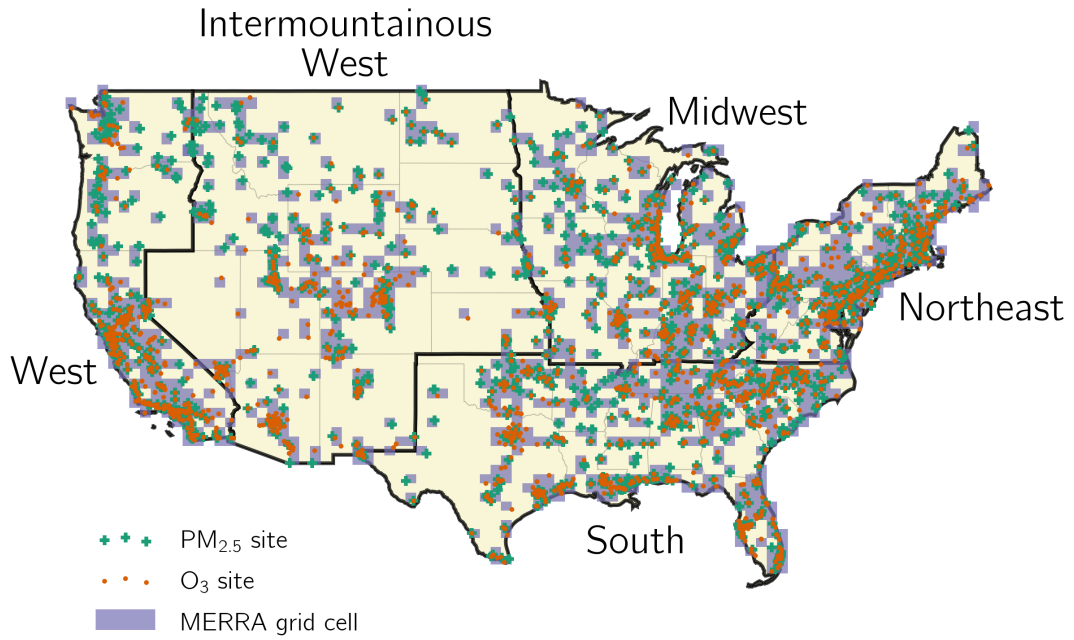 Intermountainous
West
Midwest
Northeast
West
South
PM₂.₅ site
O₃ site
MERRA grid cell